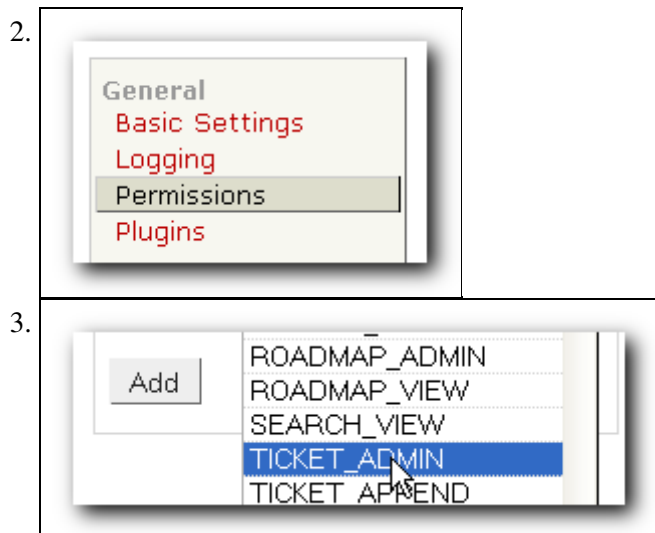 2.
General
Basic Settings
Logging
Permissions
Plugins
3.
Add
ROADMAP_ADMIN
ROADMAP_VIEW
SEARCH_VIEW
TICKET_ADMIN
TICKET_APPEND